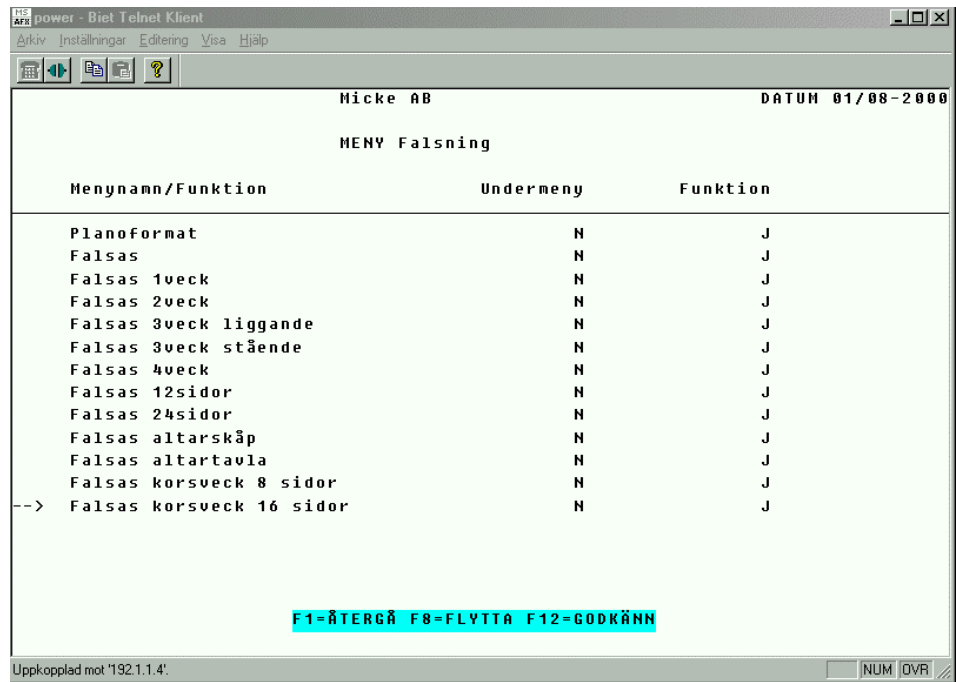 MS AFX power - Biet Telnet Klient
Arkiv Inställningar Editering Visa Hjälp
Micke AB DATUM 01/08-2000
MENY Falsning
Menynamn/Funktion Undermeny Funktion
Planoformat N J
Falsas N J
Falsas 1veck N J
Falsas 2veck N J
Falsas 3veck liggande N J
Falsas 3veck stående N J
Falsas 4veck N J
Falsas 12sidor N J
Falsas 24sidor N J
Falsas altarskåp N J
Falsas altartavla N J
Falsas korsveck 8 sidor N J
--> Falsas korsveck 16 sidor N J
F1=ÅTERGÅ F8=FLYTTA F12=GODKÄNN
Uppkopplad mot '192.1.1.4'. NUM OVR